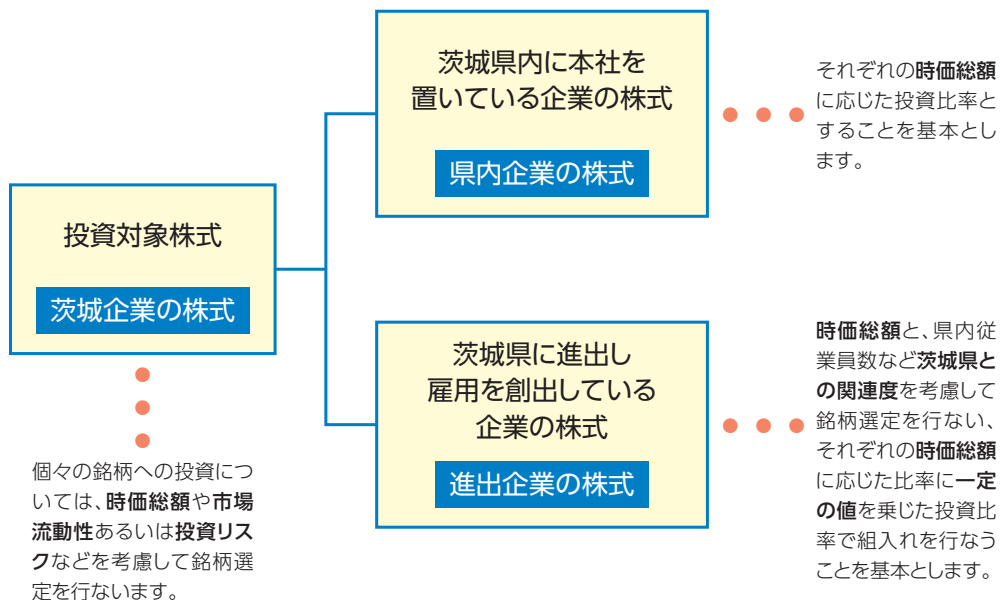 投資対象株式
茨城企業の株式
個々の銘柄への投資につ
いては、時価総額や市場
流動性あるいは投資リス
クなどを考慮して銘柄選
定を行ないます。
茨城県内に本社を
置いている企業の株式
県内企業の株式
それぞれの時価総額
に応じた投資比率と
することを基本とし
ます。
茨城県に進出し
雇用を創出している
企業の株式
進出企業の株式
時価総額と、県内従
業員数など茨城県と
の関連度を考慮して
銘柄選定を行ない、
それぞれの時価総額
に応じた比率に一定
の値を乗じた投資比
率で組入れを行なう
ことを基本とします。